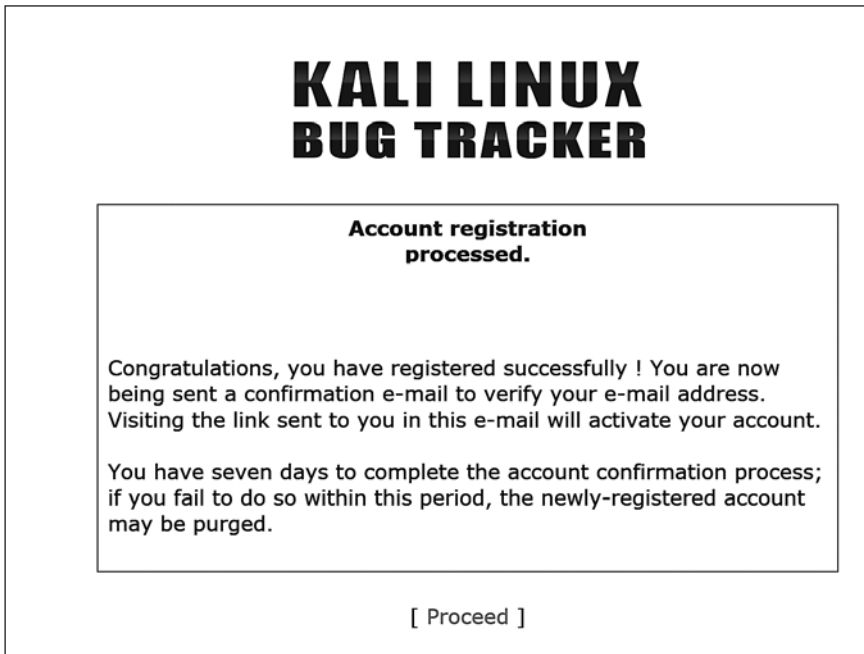 KALI LINUX
BUG TRACKER
Account registration
processed.
Congratulations, you have registered successfully ! You are now
being sent a confirmation e-mail to verify your e-mail address.
Visiting the link sent to you in this e-mail will activate your account.
You have seven days to complete the account confirmation process;
if you fail to do so within this period, the newly-registered account
may be purged.
[ Proceed ]